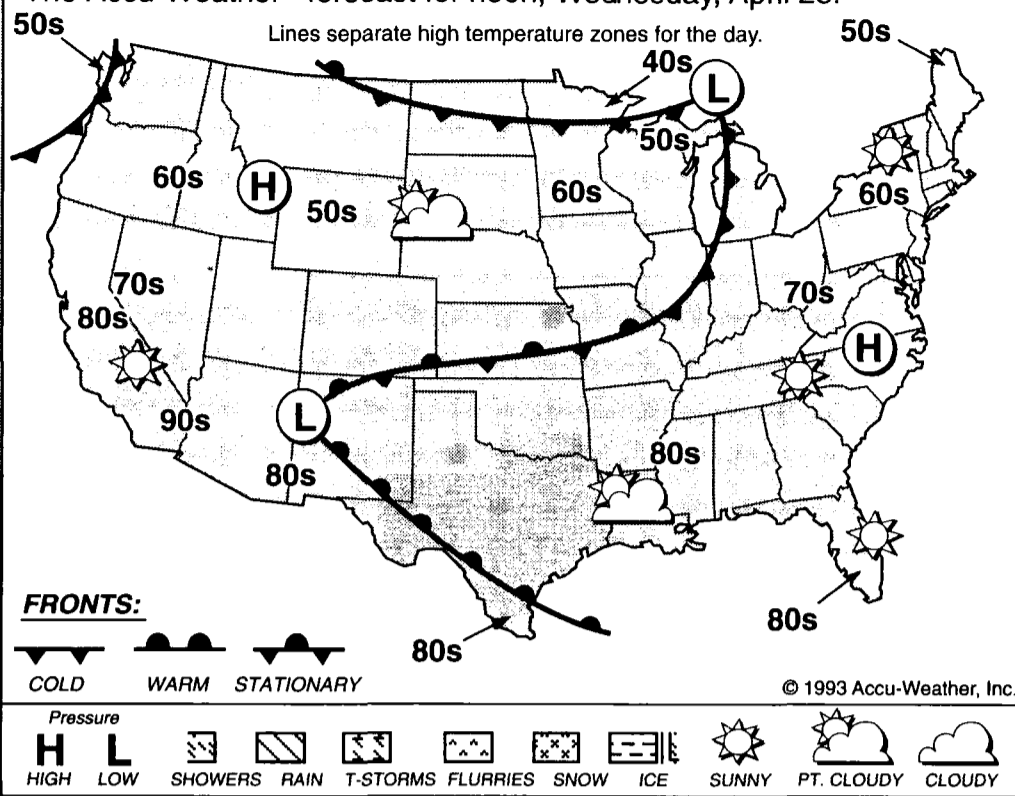 Lines separate high temperature zones for the day.
50s
50s
40s
L
50s
60s
H
50s
60s
60s
70s
80s
70s
H
90s
L
80s
80s
80s
80s
FRONTS:
COLD WARM STATIONARY
© 1993 Accu-Weather, Inc.
Pressure
H L
HIGH LOW SHOWERS RAIN T-STORMS FLURRIES SNOW ICE SUNNY PT. CLOUDY CLOUDY